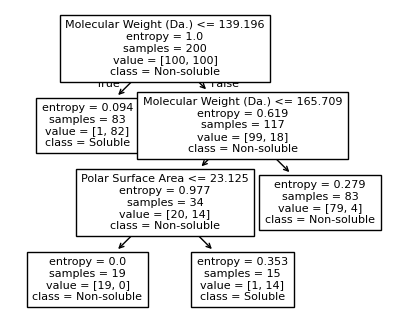 Molecular Weight (Da.) <= 139.196
entropy = 1.0
samples = 200
value = [100, 100]
class = Non-soluble
True
False
entropy = 0.094
samples = 83
value = [1, 82]
class = Soluble
Molecular Weight (Da.) <= 165.709
entropy = 0.619
samples = 117
value = [99, 18]
class = Non-soluble
Polar Surface Area <= 23.125
entropy = 0.977
samples = 34
value = [20, 14]
class = Non-soluble
entropy = 0.279
samples = 83
value = [79, 4]
class = Non-soluble
entropy = 0.0
samples = 19
value = [19, 0]
class = Non-soluble
entropy = 0.353
samples = 15
value = [1, 14]
class = Soluble